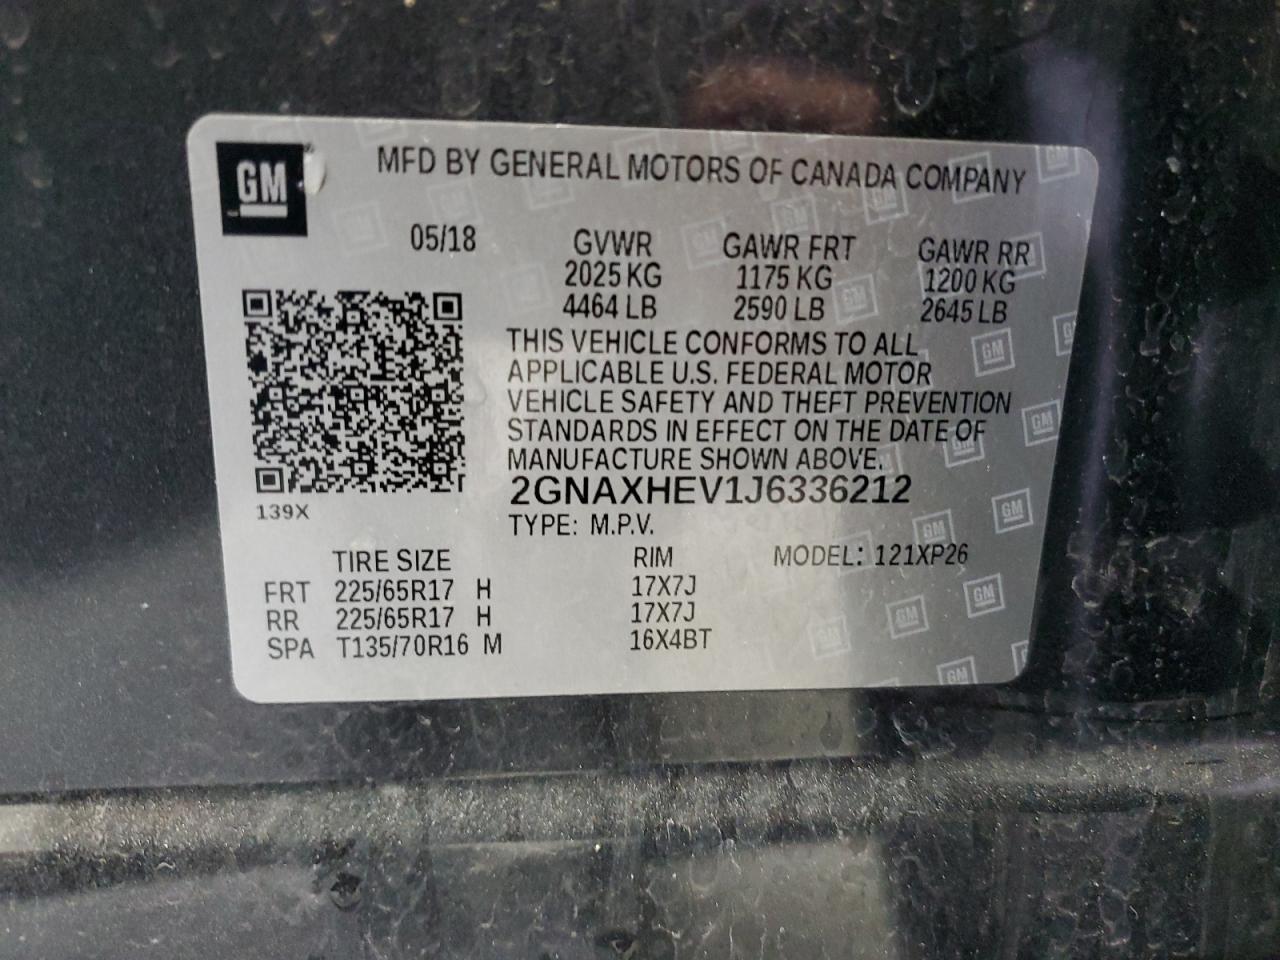 GM
MFD BY GENERAL MOTORS OF CANADA COMPANY
05/18 GVWR GAWR FRT GAWR RR
2025 KG 1175 KG 1200 KG
4464 LB 2590 LB 2645 LB
THIS VEHICLE CONFORMS TO ALL
APPLICABLE U.S. FEDERAL MOTOR
VEHICLE SAFETY AND THEFT PREVENTION
STANDARDS IN EFFECT ON THE DATE OF
MANUFACTURE SHOWN ABOVE.
2GNAXHEV1J6336212
139X
TYPE: M.P.V.
TIRE SIZE RIM MODEL: 121XP26
FRT 225/65R17 H 17X7J
RR 225/65R17 H 17X7J
SPA T135/70R16 M 16X4BT